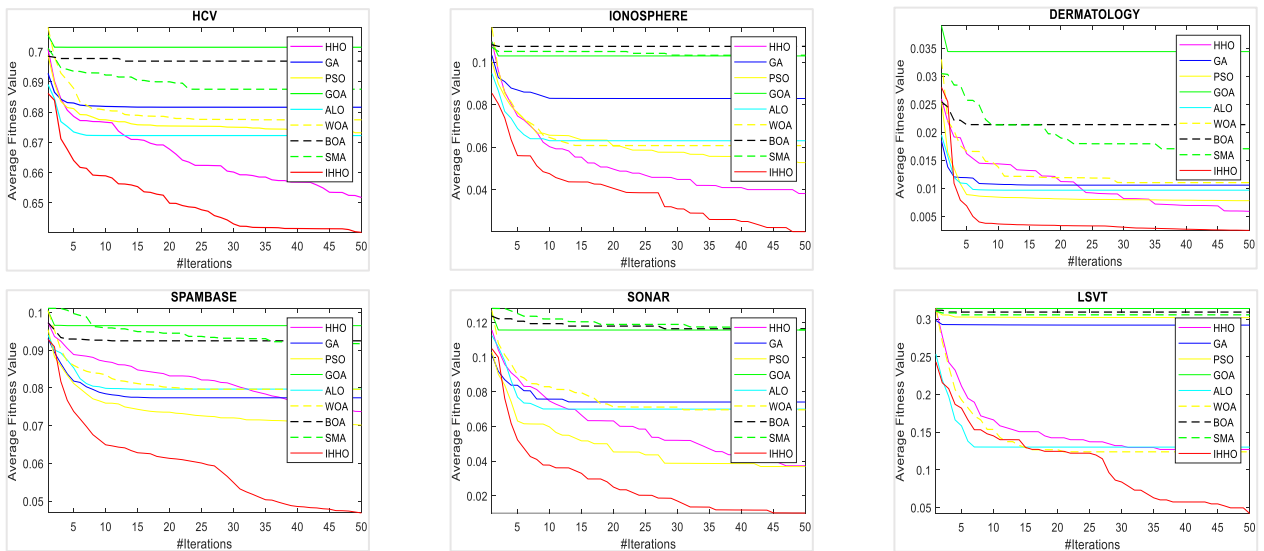 HCV
Average Fitness Value
0.7
0.69
0.68
0.67
0.66
0.65
5 10 15 20 25 30 35 40 45 50
#Iterations
HHO
GA
PSO
GOA
ALO
WOA
BOA
SMA
IHHO
IONOSPHERE
Average Fitness Value
0.1
0.08
0.06
0.04
5 10 15 20 25 30 35 40 45 50
#Iterations
HHO
GA
PSO
GOA
ALO
WOA
BOA
SMA
IHHO
DERMATOLOGY
Average Fitness Value
0.035
0.03
0.025
0.02
0.015
0.01
0.005
5 10 15 20 25 30 35 40 45 50
#Iterations
HHO
GA
PSO
GOA
ALO
WOA
BOA
SMA
IHHO
SPAMBASE
Average Fitness Value
0.1
0.09
0.08
0.07
0.06
0.05
5 10 15 20 25 30 35 40 45 50
#Iterations
HHO
GA
PSO
GOA
ALO
WOA
BOA
SMA
IHHO
SONAR
Average Fitness Value
0.12
0.1
0.08
0.06
0.04
0.02
5 10 15 20 25 30 35 40 45 50
#Iterations
HHO
GA
PSO
GOA
ALO
WOA
BOA
SMA
IHHO
LSVT
Average Fitness Value
0.3
0.25
0.2
0.15
0.1
0.05
5 10 15 20 25 30 35 40 45 50
#Iterations
HHO
GA
PSO
GOA
ALO
WOA
BOA
SMA
IHHO